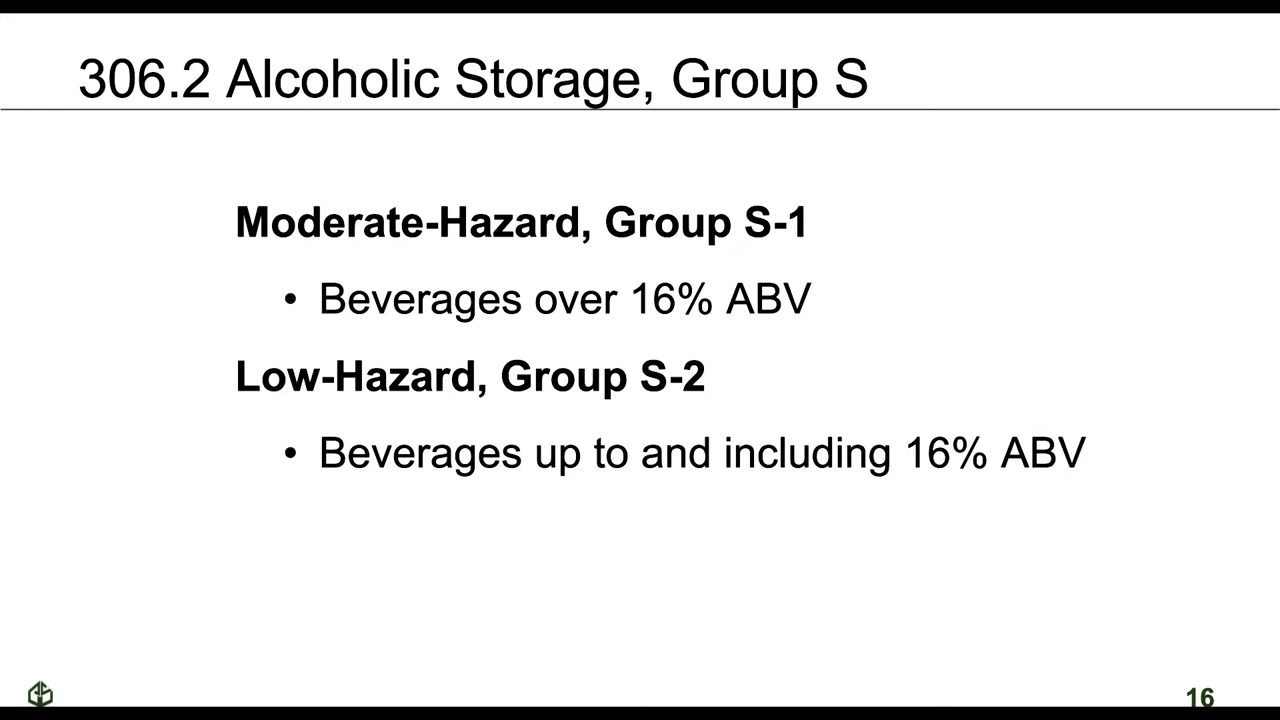 306.2 Alcoholic Storage, Group S
Moderate-Hazard, Group S-1
• Beverages over 16% ABV
Low-Hazard, Group S-2
• Beverages up to and including 16% ABV
16